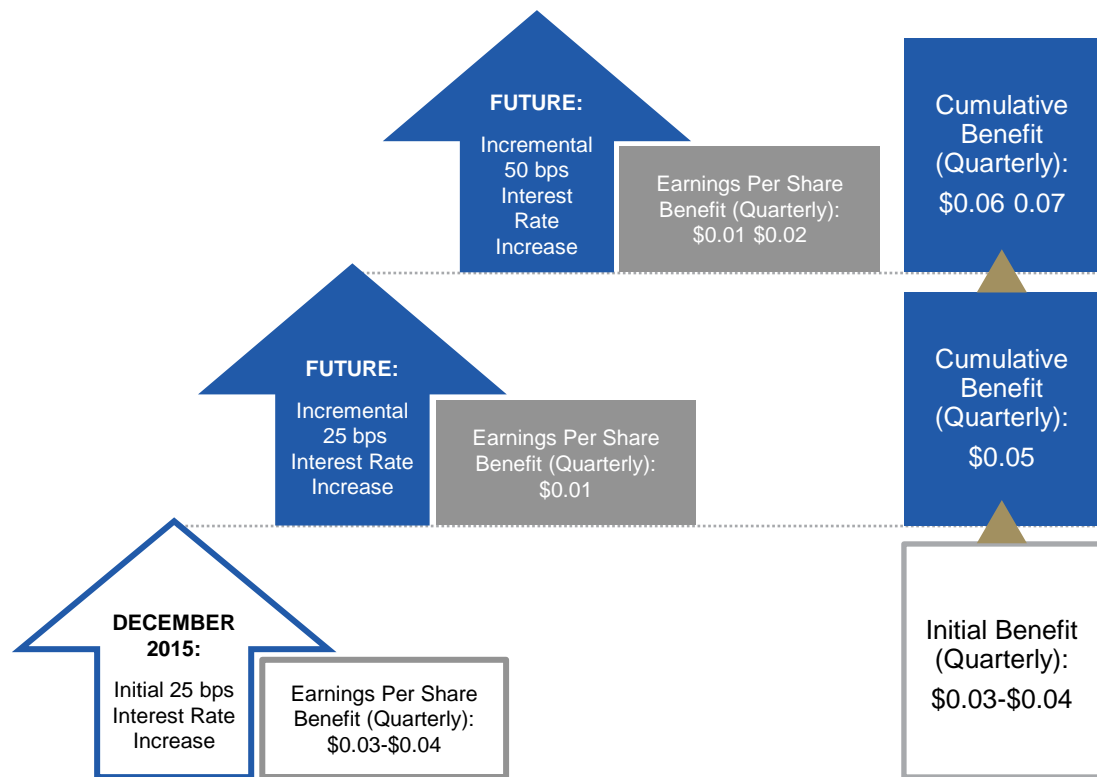 FUTURE:
Incremental
50 bps
Interest
Rate
Increase
Earnings Per Share
Benefit (Quarterly):
$0.01 $0.02
Cumulative
Benefit
(Quarterly):
$0.06 0.07
FUTURE:
Incremental
25 bps
Interest Rate
Increase
Earnings Per Share
Benefit (Quarterly):
$0.01
Cumulative
Benefit
(Quarterly):
$0.05
DECEMBER
2015:
Initial 25 bps
Interest Rate
Increase
Earnings Per Share
Benefit (Quarterly):
$0.03-$0.04
Initial Benefit
(Quarterly):
$0.03-$0.04